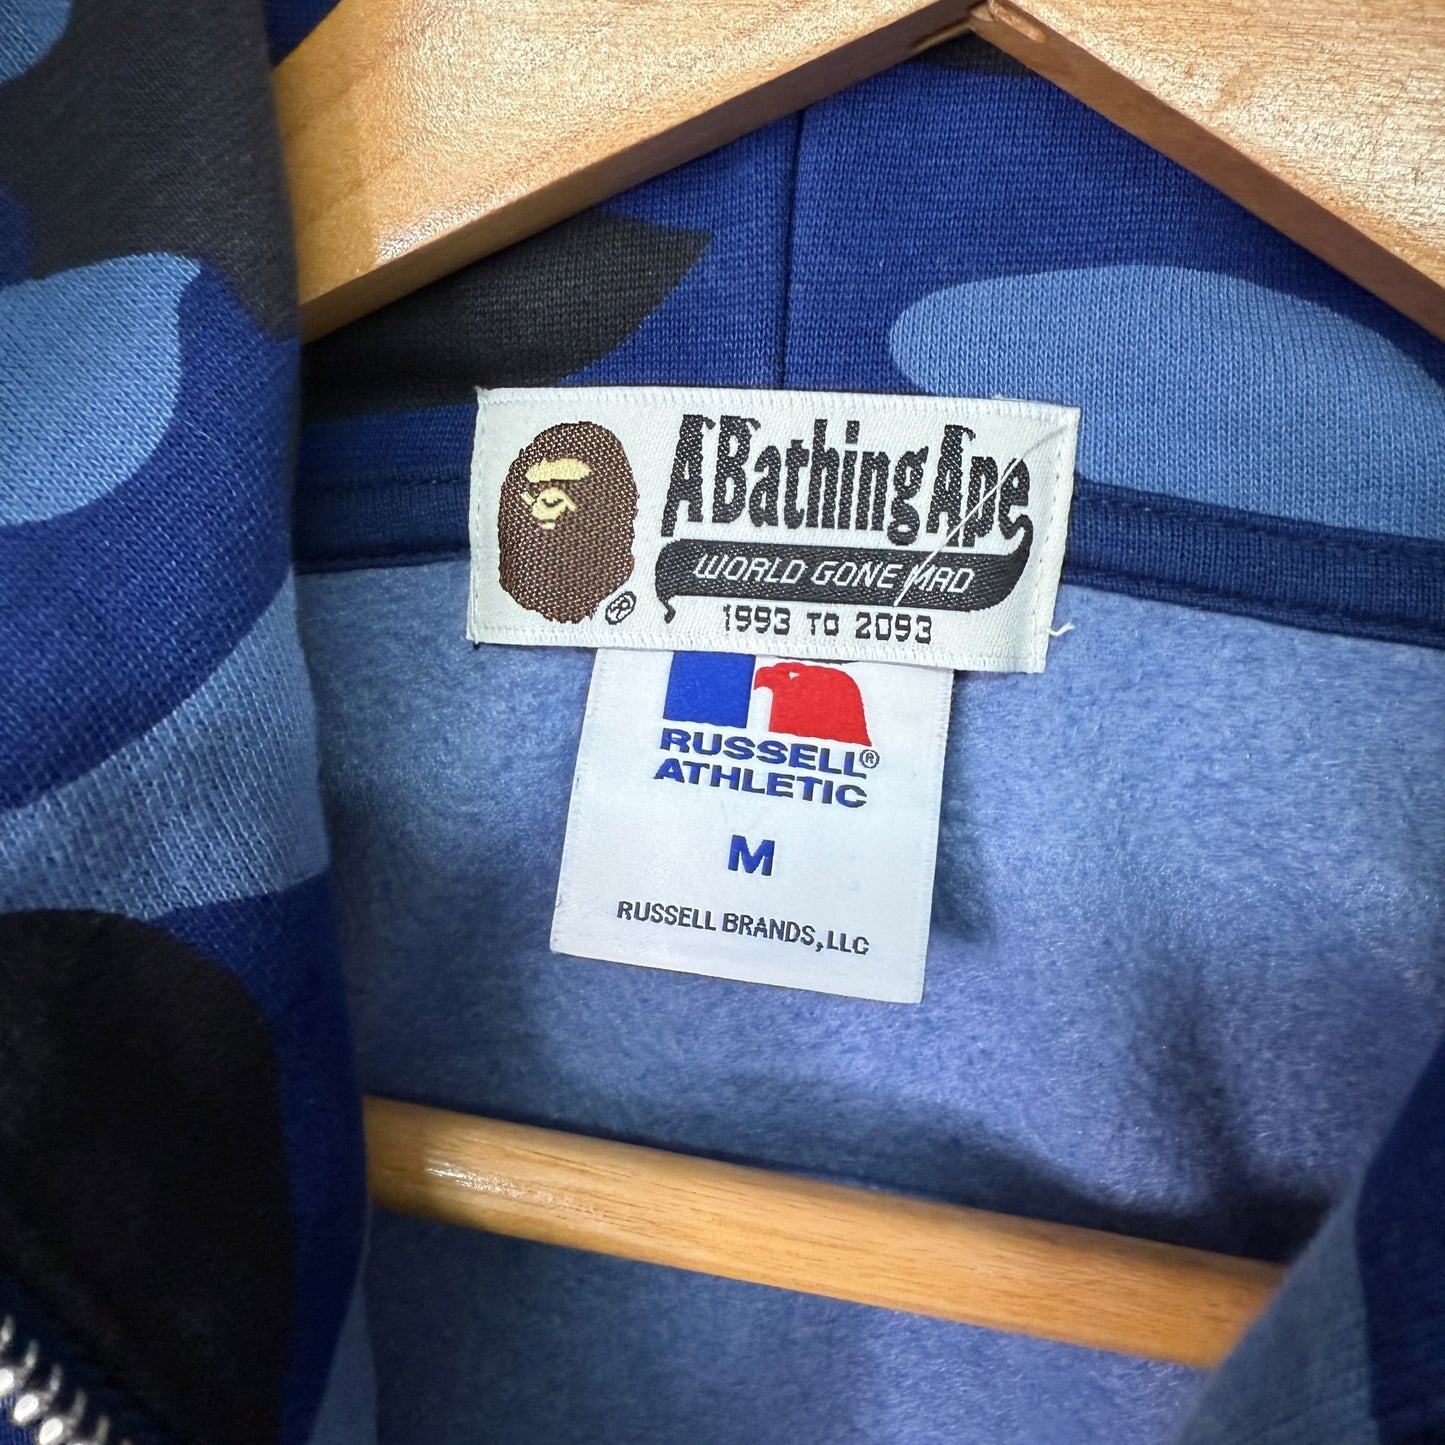 A Bathing Ape
WORLD GONE MAD
1993 TO 2093
RUSSELL®
ATHLETIC
M
RUSSELL BRANDS, LLC